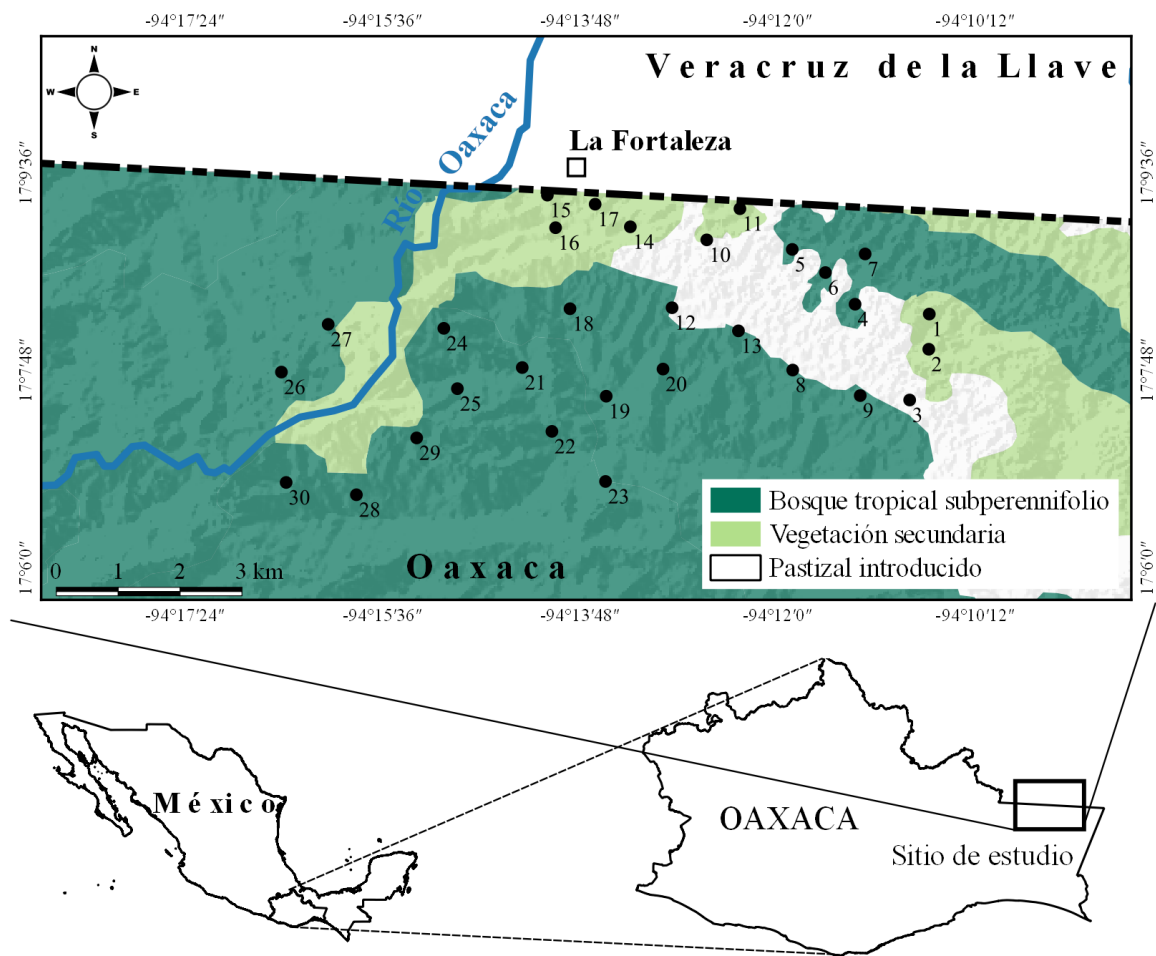 -94°17'24" -94°15'36" -94°13'48" -94°12'0" -94°10'12"
Veracruz de la Llave
N
W E
S
Río Oaxaca
La Fortaleza
17°9'36" 17°9'36"
15
17
16
14
11
10
5
7
6
4
1
2
18
12
13
27
24
26
21
20
8
25
19
9
3
22
29
30
28
23
17°7'48" 17°7'48"
Bosque tropical subperennifolio
Vegetación secundaria
Pastizal introducido
Oaxaca
0 1 2 3 km
17°6'0" 17°6'0"
-94°17'24" -94°15'36" -94°13'48" -94°12'0" -94°10'12"
México
OAXACA
Sitio de estudio